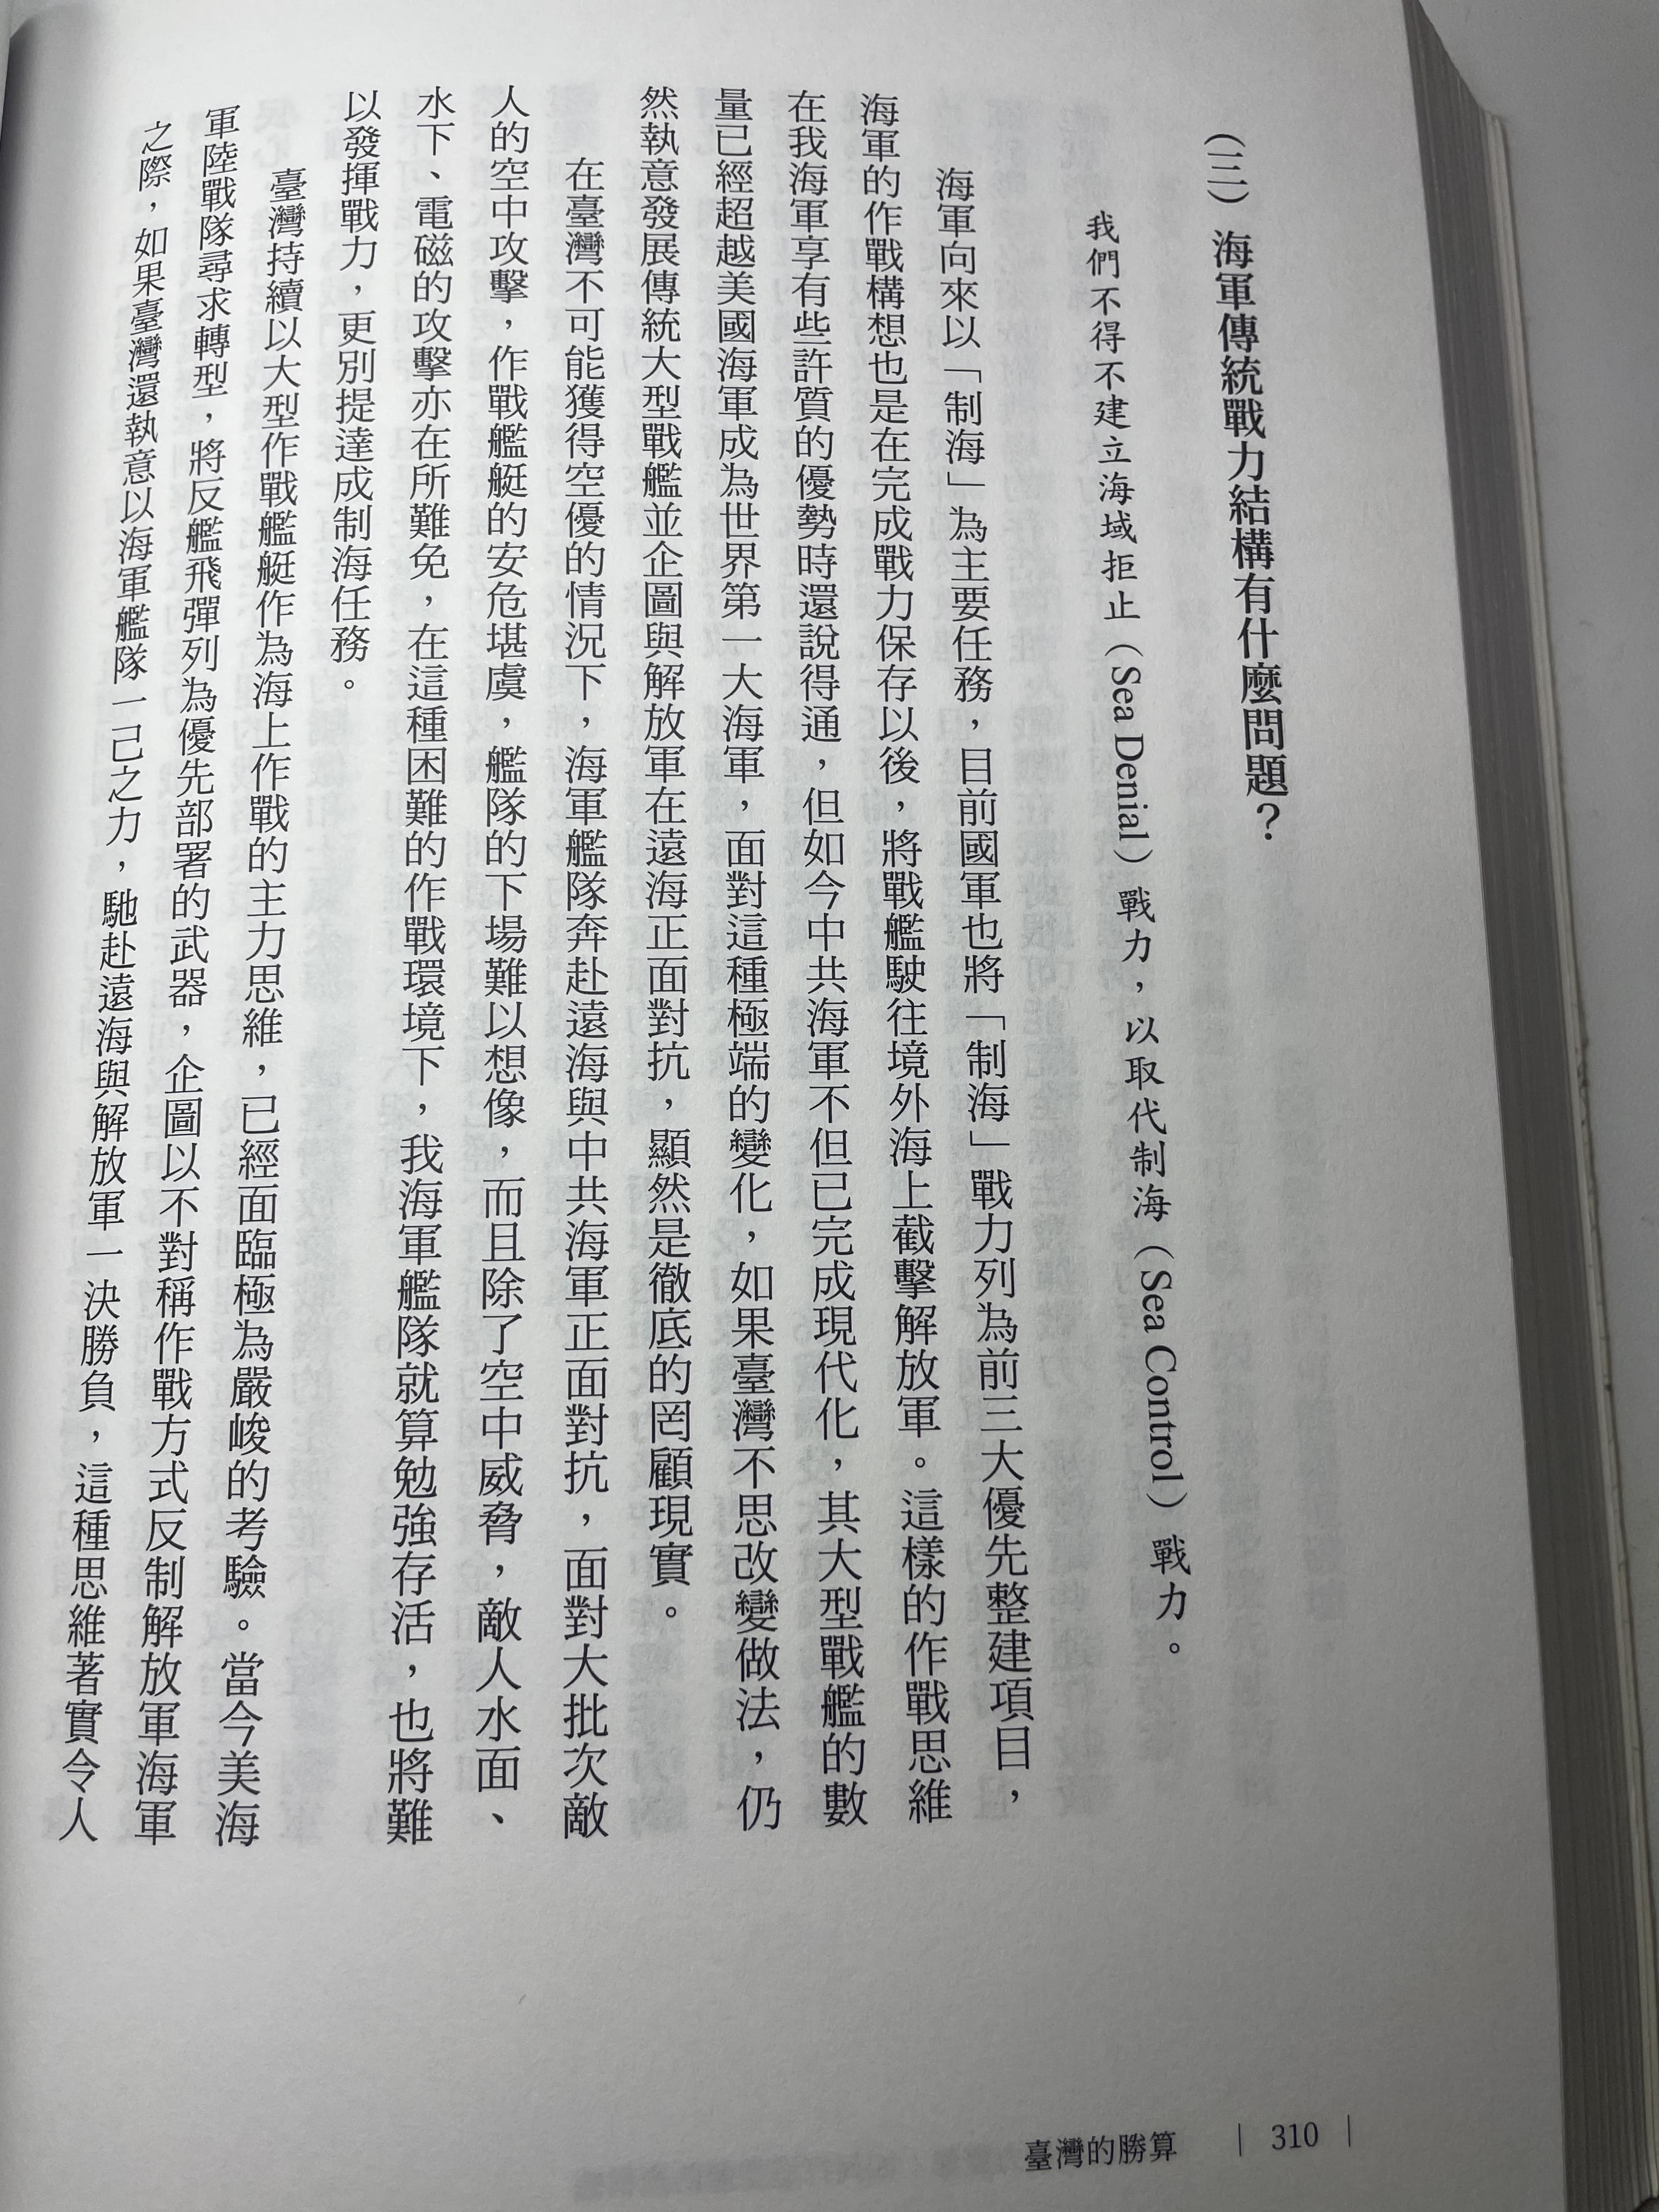 (三)海軍傳統戰力結構有什麼問題？
我們不得不建立海域拒止（Sea Denial）戰力，以取代制海（Sea Control）戰力。
海軍向來以「制海」為主要任務，目前國軍也將「制海」戰力列為前三大優先整建項目，
海軍的作戰構想也是在完成戰力保存以後，將戰艦駛往境外海上截擊解放軍。這樣的作戰思維
在我海軍享有些許質的優勢時還說得通，但如今中共海軍不但已完成現代化，其大型戰艦的數
量已經超越美國海軍成為世界第一大海軍，面對這種極端的變化，如果臺灣不思改變做法，仍
然執意發展傳統大型戰艦並企圖與解放軍在遠海正面對抗，顯然是徹底的罔顧現實。
在臺灣不可能獲得空優的情況下，海軍艦隊奔赴遠海與中共海軍正面對抗，面對大批次敵
人的空中攻擊，作戰艦艇的安危堪虞，艦隊的下場難以想像，而且除了空中威脅，敵人水面、
水下、電磁的攻擊亦在所難免，在這種困難的作戰環境下，我海軍艦隊就算勉強存活，也將難
以發揮戰力，更別提達成制海任務。
臺灣持續以大型作戰艦艇作為海上作戰的主力思維，已經面臨極為嚴峻的考驗。當今美海
軍陸戰隊尋求轉型，將反艦飛彈列為優先部署的武器，企圖以不對稱作戰方式反制解放軍海軍
之際，如果臺灣還執意以海軍艦隊一己之力，馳赴遠海與解放軍一決勝負，這種思維著實令人
臺灣的勝算 | 310 |